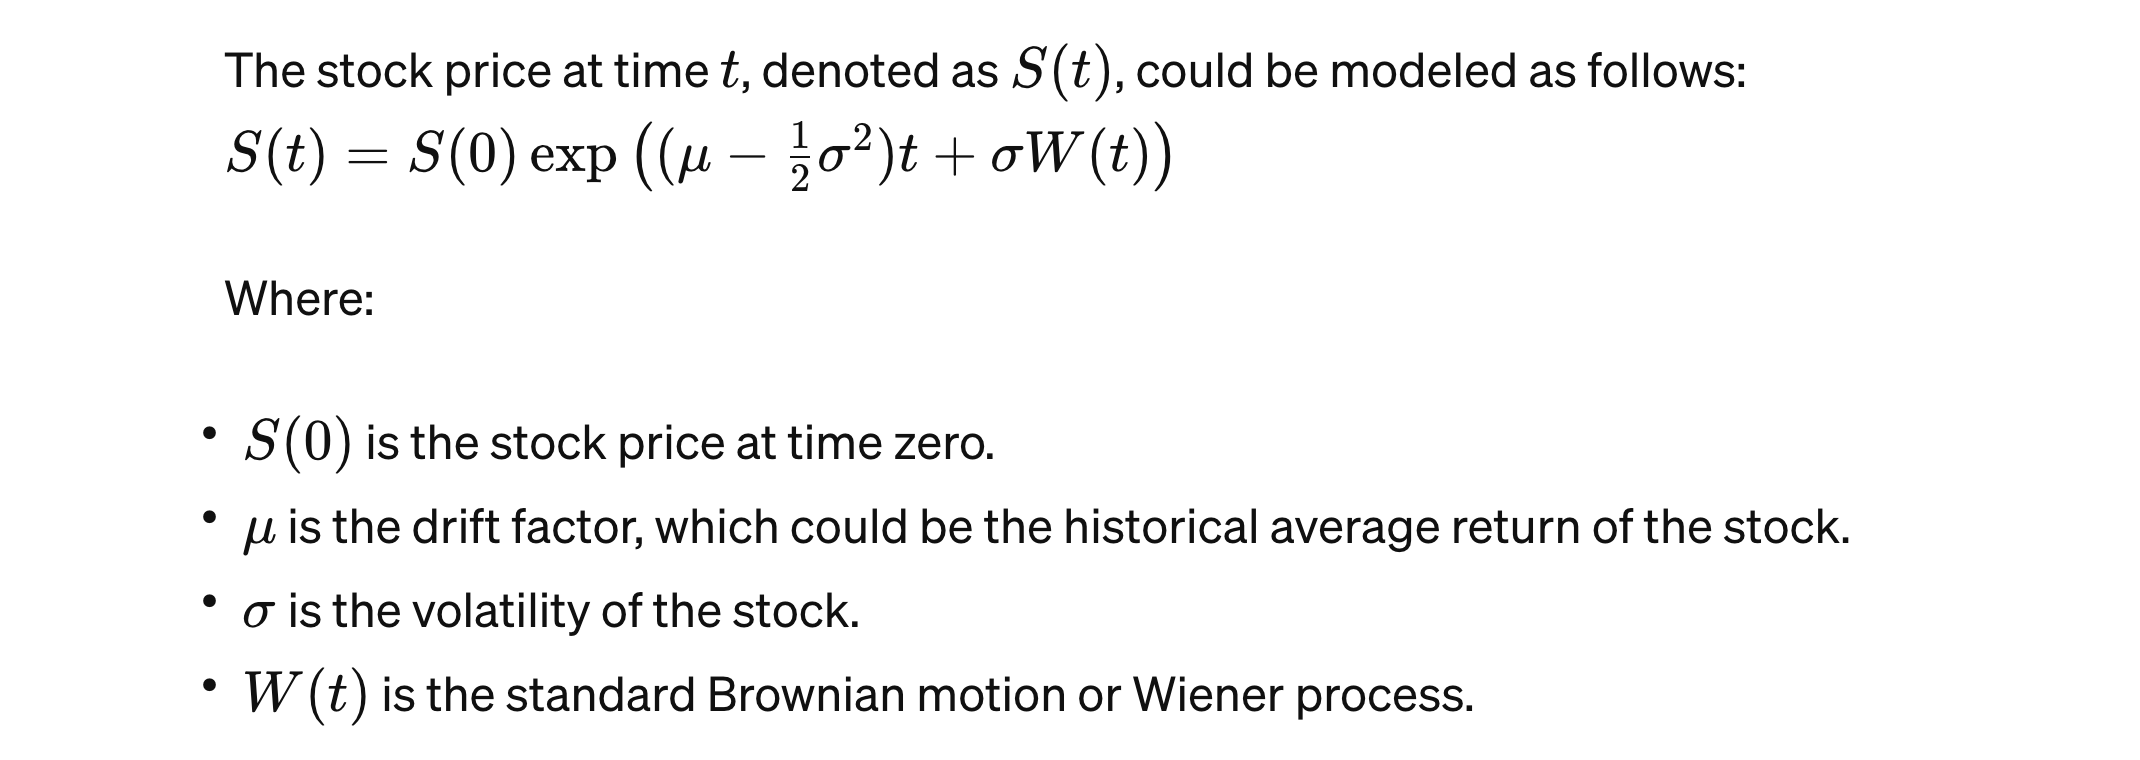 The stock price at time t, denoted as S(t), could be modeled as follows:
S(t) = S(0) exp ((μ − ½σ²)t + σW(t))
Where:
• S(0) is the stock price at time zero.
• μ is the drift factor, which could be the historical average return of the stock.
• σ is the volatility of the stock.
• W(t) is the standard Brownian motion or Wiener process.